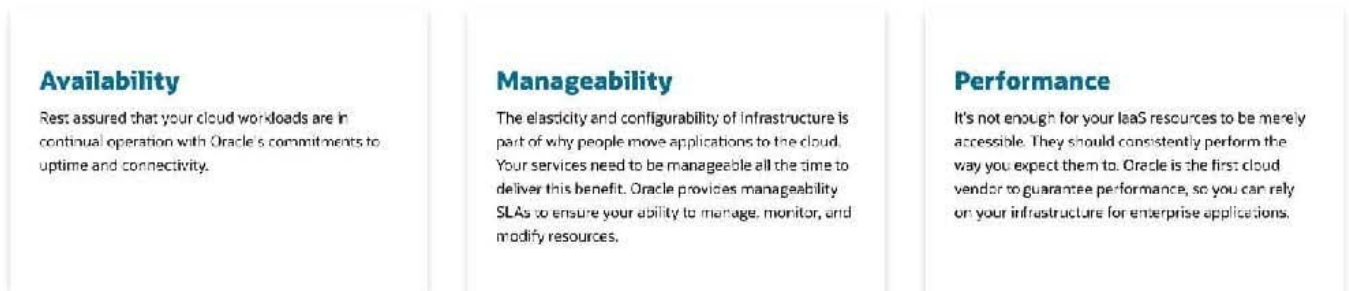 Availability
Rest assured that your cloud workloads are in
continual operation with Oracle's commitments to
uptime and connectivity.
Manageability
The elasticity and configurability of infrastructure is
part of why people move applications to the cloud.
Your services need to be manageable all the time to
deliver this benefit. Oracle provides manageability
SLAs to ensure your ability to manage, monitor, and
modify resources.
Performance
It's not enough for your IaaS resources to be merely
accessible. They should consistently perform the
way you expect them to. Oracle is the first cloud
vendor to guarantee performance, so you can rely
on your infrastructure for enterprise applications.